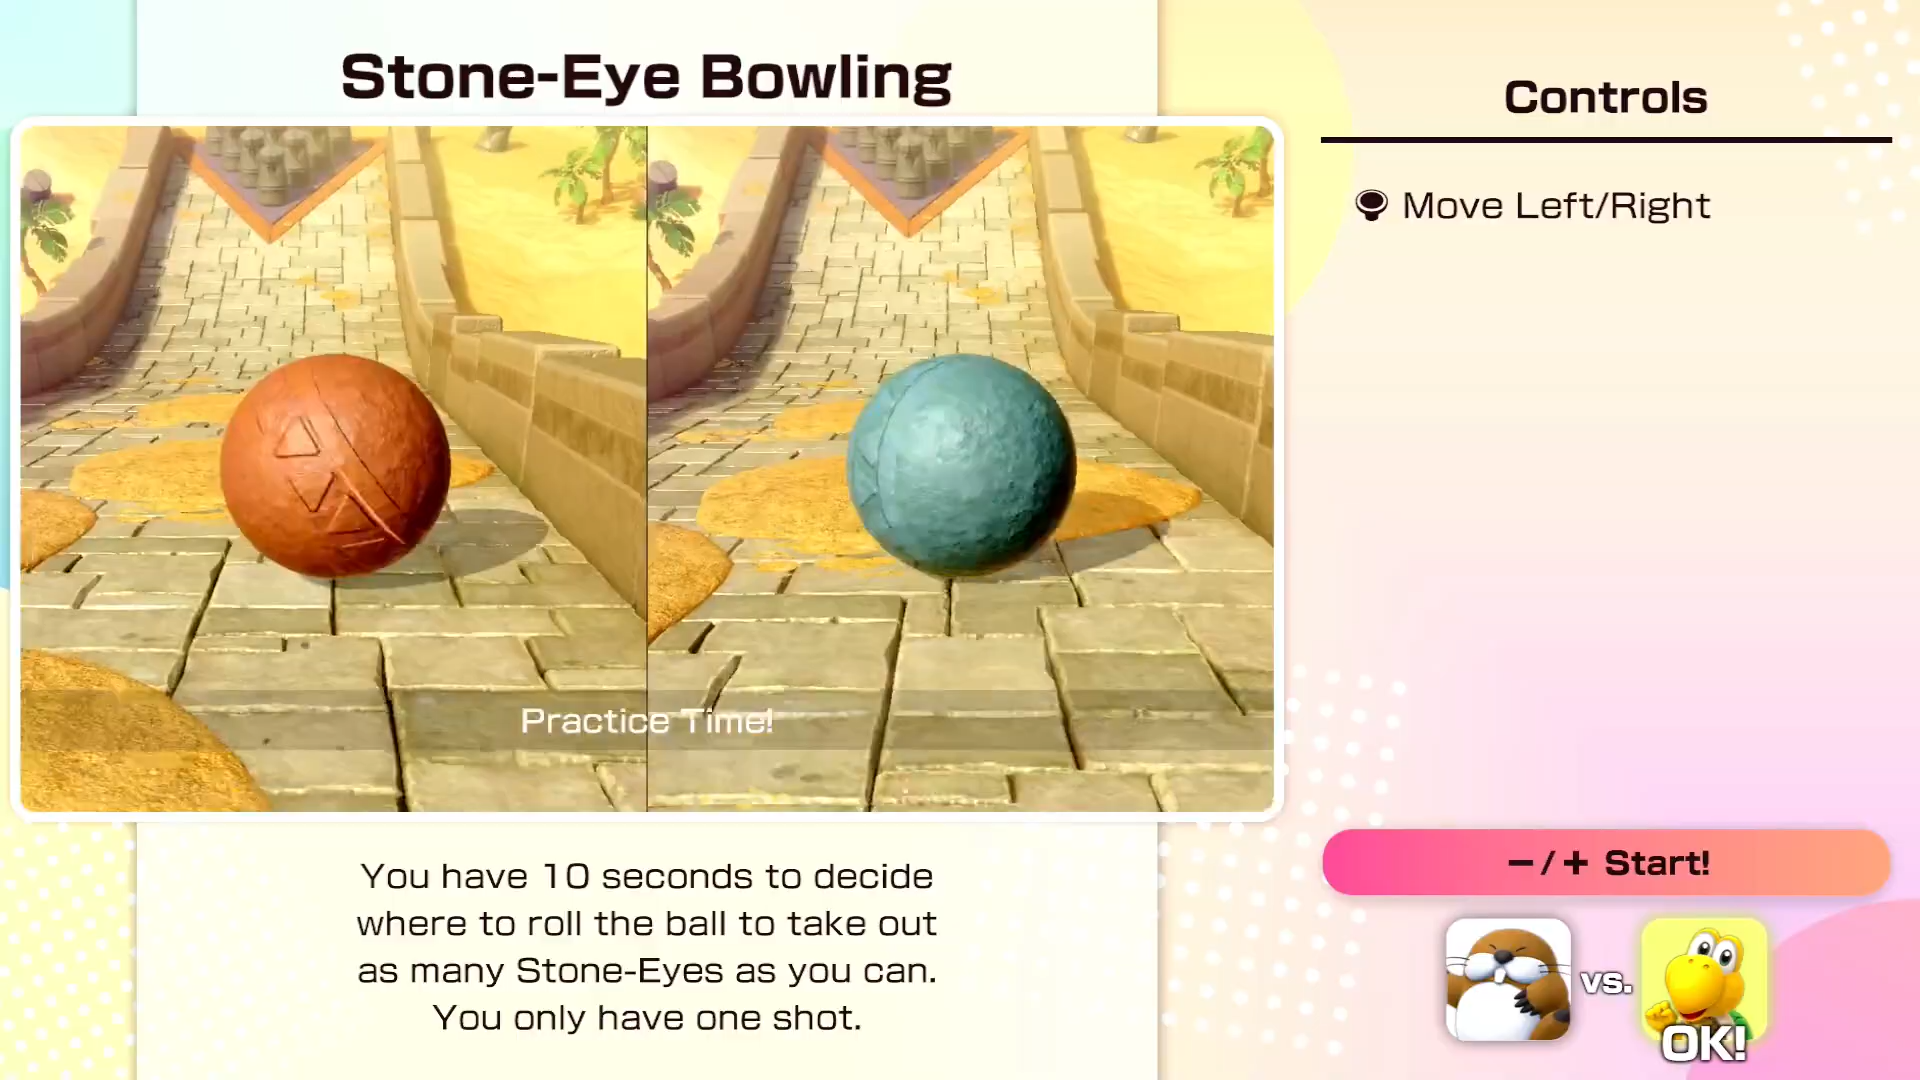 Stone-Eye Bowling
Practice Time!
You have 10 seconds to decide
where to roll the ball to take out
as many Stone-Eyes as you can.
You only have one shot.
Controls
Move Left/Right
−/+ Start!
vs.
OK!